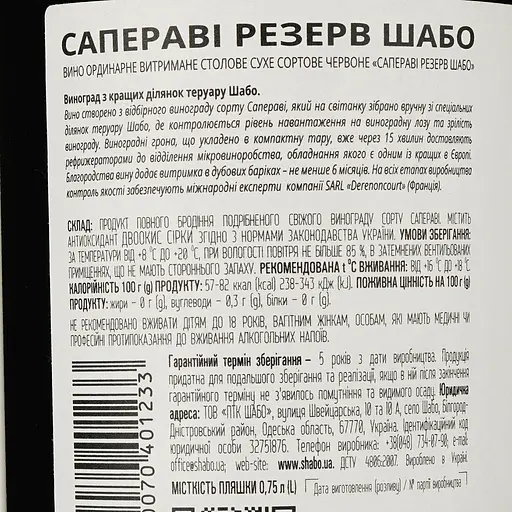 САПЕРАВІ РЕЗЕРВ ШАБО
ВИНО ОРДИНАРНЕ ВИТРИМАНЕ СТОЛОВЕ СУХЕ СОРТОВЕ ЧЕРВОНЕ «САПЕРАВІ РЕЗЕРВ ШАБО»
Виноград з кращих ділянок теруару Шабо.
Вино створено з відбірного винограду сорту Сапераві, який на світанку зібрано вручну зі спеціальних
ділянок теруару Шабо, де контролюється рівень навантаження на виноградну лозу та зрілість
винограду. Виноградні грона, що укладено в компактну тару, вже через 15 хвилин доставляють
рефрижераторами до відділення мікровиноробства, обладнання якого є одним із кращих в Європі.
Благородства вину додає витримка в дубових баріках – не менше 6 місяців. На всіх етапах виробництва
контроль якості забезпечують міжнародні експерти компанії SARL «Derenoncourt» (Франція).
СКЛАД: ПРОДУКТ ПОВНОГО БРОДІННЯ ПОДРІБНЕНОГО СВІЖОГО ВИНОГРАДУ СОРТУ САПЕРАВІ. МІСТИТЬ
АНТИОКСИДАНТ ДВООКИС СІРКИ ЗГІДНО З НОРМАМИ ЗАКОНОДАВСТВА УКРАЇНИ. УМОВИ ЗБЕРІГАННЯ:
ЗА ТЕМПЕРАТУРИ ВІД +8 °С ДО +20 °С, ПРИ ВОЛОГОСТІ ПОВІТРЯ НЕ БІЛЬШЕ 85 %, В ЗАТЕМНЕНИХ ВЕНТИЛЬОВАНИХ
ПРИМІЩЕННЯХ, ЩО НЕ МАЮТЬ СТОРОННЬОГО ЗАПАХУ. РЕКОМЕНДОВАНА t °С ВЖИВАННЯ: ВІД +16 °С ДО +18 °С.
КАЛОРІЙНІСТЬ 100 г (g) ПРОДУКТУ: 57-82 ккал (kcal) 238-343 кДж (kJ). ПОЖИВНА ЦІННІСТЬ НА 100 г (g)
ПРОДУКТУ: жири – 0 г (g), вуглеводи – 0,3 г (g), білки – 0 г (g).
НЕ РЕКОМЕНДОВАНО ВЖИВАТИ ДІТЯМ ДО 18 РОКІВ, ВАГІТНИМ ЖІНКАМ, ОСОБАМ, ЯКІ МАЮТЬ МЕДИЧНІ ЧИ
ПРОФЕСІЙНІ ПРОТИПОКАЗАННЯ ДО ВЖИВАННЯ АЛКОГОЛЬНИХ НАПОЇВ.
Гарантійний термін зберігання – 5 років з дати виробництва. Продукція
придатна для подальшого зберігання та реалізації, якщо в ній після закінчення
гарантійного терміну не з'явилось помутніння та видимого осаду. Юридична
адреса: ТОВ «ПТК ШАБО», вулиця Швейцарська, 10 та 10 А, село Шабо, Білгород-
Дністровський район, Одеська область, 67770, Україна. Ідентифікаційний код
юридичної особи 32751876. Телефон виробника: +38(048) 734-07-90, e-mail:
office@shabo.ua; web-site: www.shabo.ua. ДСТУ 4806:2007. Вироблено в Україні.
МІСТКІСТЬ ПЛЯШКИ 0,75 л (L)
Дата виготовлення (розливу) / № партії виробництва
0070"401233